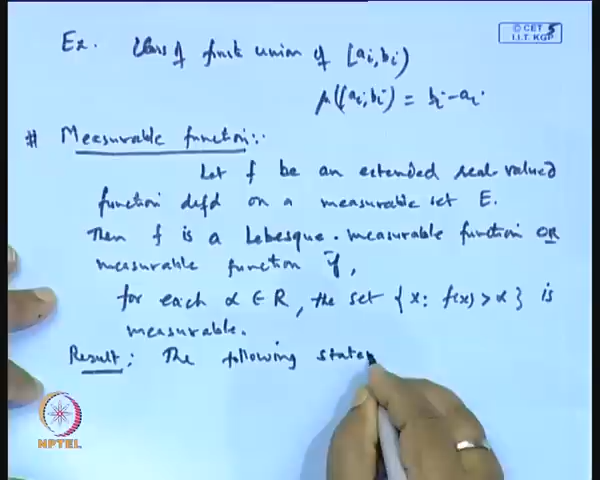 © CET
I.I.T. KGP
Ex. Class of finite union of [ai, bi)
μ([ai, bi) = bi - ai
# Measurable function:
Let f be an extended real-valued
function defd on a measurable set E.
Then f is a Lebesgue-measurable function OR
measurable function if,
for each α ∈ R, the set {x: f(x) > α} is
measurable.
Result: The following state
NPTEL